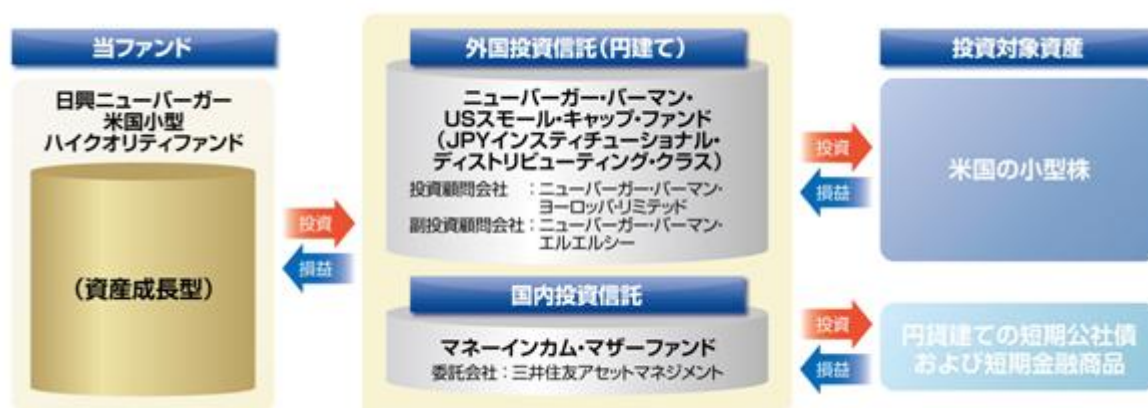 当ファンド
日興ニューバーガー
米国小型
ハイクオリティファンド
(資産成長型)
投資
損益
外国投資信託(円建て)
ニューバーガー・バーマン・
USスモール・キャップ・ファンド
(JPYインスティチューショナル・
ディストリビューティング・クラス)
投資顧問会社 :ニューバーガー・バーマン・
ヨーロッパ・リミテッド
副投資顧問会社:ニューバーガー・バーマン・
エルエルシー
国内投資信託
マネーインカム・マザーファンド
委託会社:三井住友アセットマネジメント
投資
損益
投資
損益
投資対象資産
米国の小型株
円貨建ての短期公社債
および短期金融商品